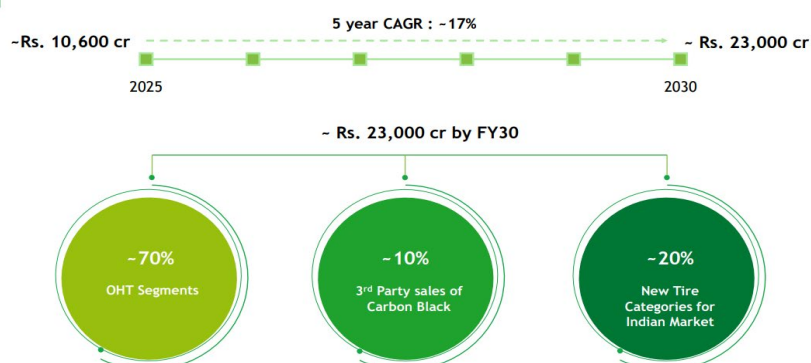 5 year CAGR : ~17%
~Rs. 10,600 cr
~ Rs. 23,000 cr
2025
2030
~ Rs. 23,000 cr by FY30
~70%
OHT Segments
~10%
3rd Party sales of
Carbon Black
~20%
New Tire
Categories for
Indian Market